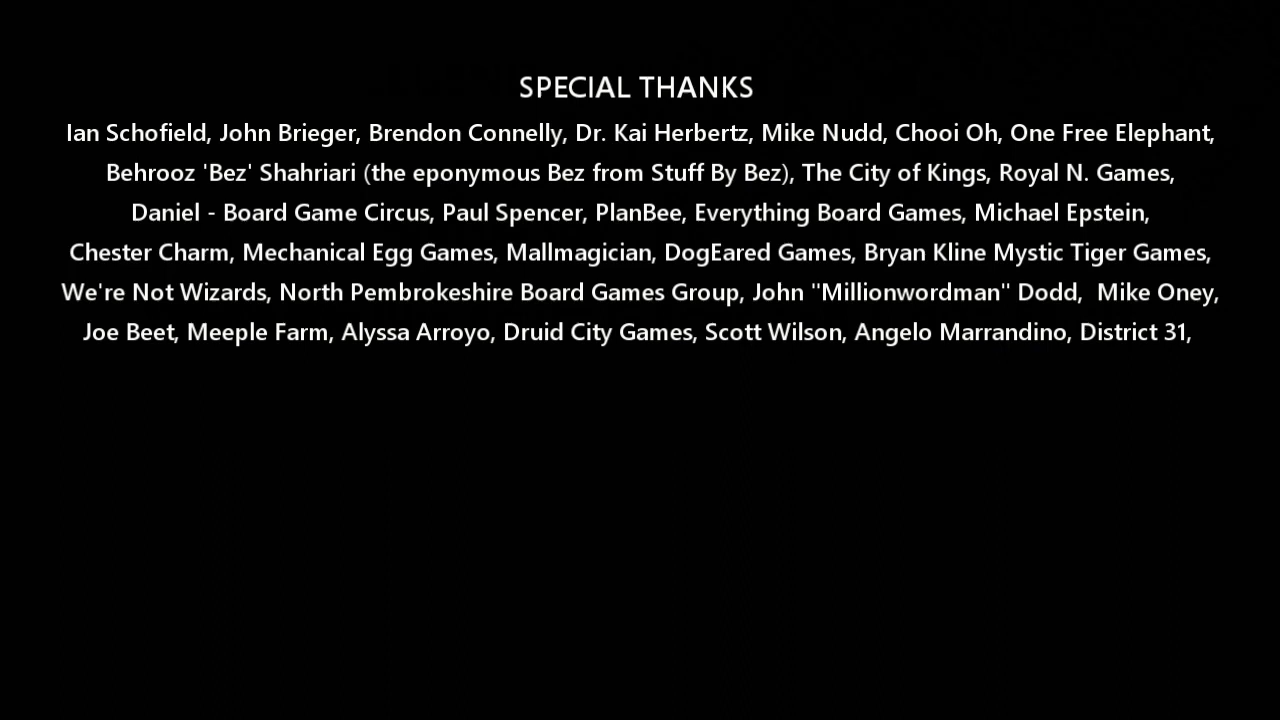 SPECIAL THANKS
Ian Schofield, John Brieger, Brendon Connelly, Dr. Kai Herbertz, Mike Nudd, Chooi Oh, One Free Elephant,
Behrooz 'Bez' Shahriari (the eponymous Bez from Stuff By Bez), The City of Kings, Royal N. Games,
Daniel - Board Game Circus, Paul Spencer, PlanBee, Everything Board Games, Michael Epstein,
Chester Charm, Mechanical Egg Games, Mallmagician, DogEared Games, Bryan Kline Mystic Tiger Games,
We're Not Wizards, North Pembrokeshire Board Games Group, John "Millionwordman" Dodd,  Mike Oney,
Joe Beet, Meeple Farm, Alyssa Arroyo, Druid City Games, Scott Wilson, Angelo Marrandino, District 31,